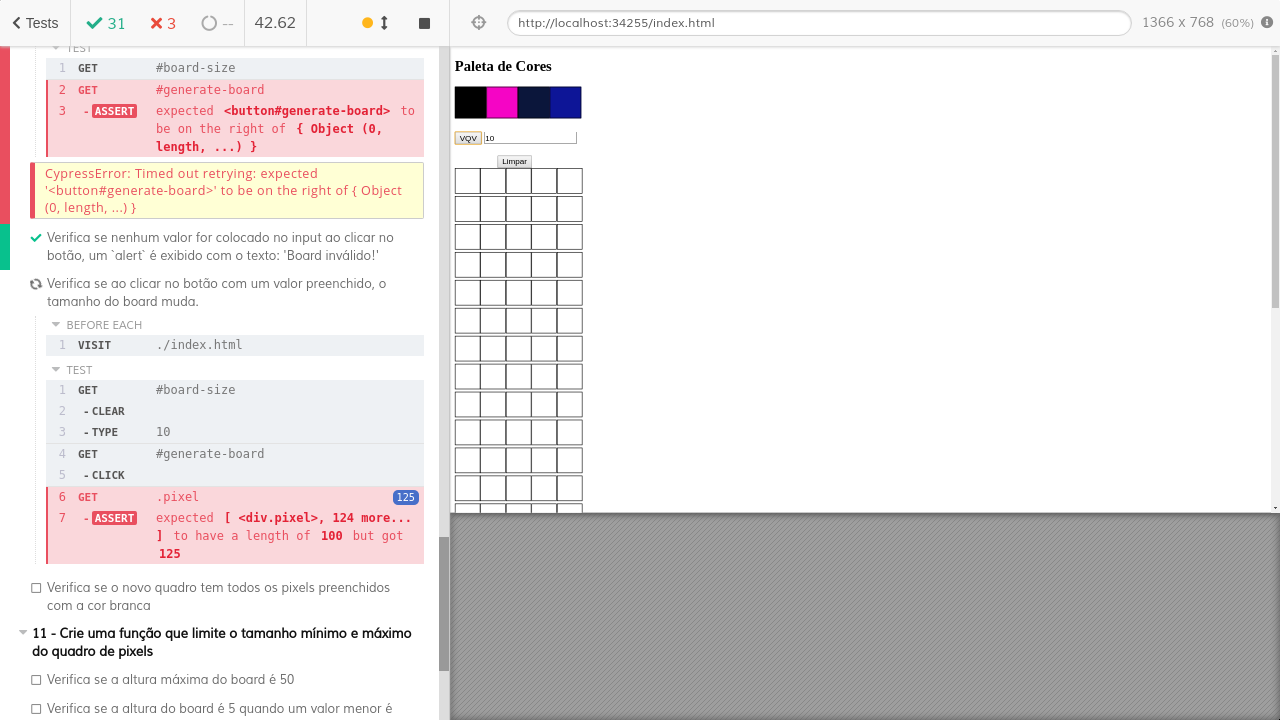 Tests
31
3
--
42.62
http://localhost:34255/index.html
1366 x 768 (60%)
TEST
1 GET #board-size
2 GET #generate-board
3 -ASSERT expected <button#generate-board> to
be on the right of { Object (0,
length, ...) }
CypressError: Timed out retrying: expected
'<button#generate-board>' to be on the right of { Object
(0, length, ...) }
Verifica se nenhum valor for colocado no input ao clicar no
botão, um `alert` é exibido com o texto: 'Board inválido!'
Verifica se ao clicar no botão com um valor preenchido, o
tamanho do board muda.
BEFORE EACH
1 VISIT ./index.html
TEST
1 GET #board-size
2 -CLEAR
3 -TYPE 10
4 GET #generate-board
5 -CLICK
6 GET .pixel 125
7 -ASSERT expected [ <div.pixel>, 124 more...
] to have a length of 100 but got
125
Verifica se o novo quadro tem todos os pixels preenchidos
com a cor branca
11 - Crie uma função que limite o tamanho mínimo e máximo
do quadro de pixels
Verifica se a altura máxima do board é 50
Verifica se a altura do board é 5 quando um valor menor é
Paleta de Cores
VQV 10
Limpar